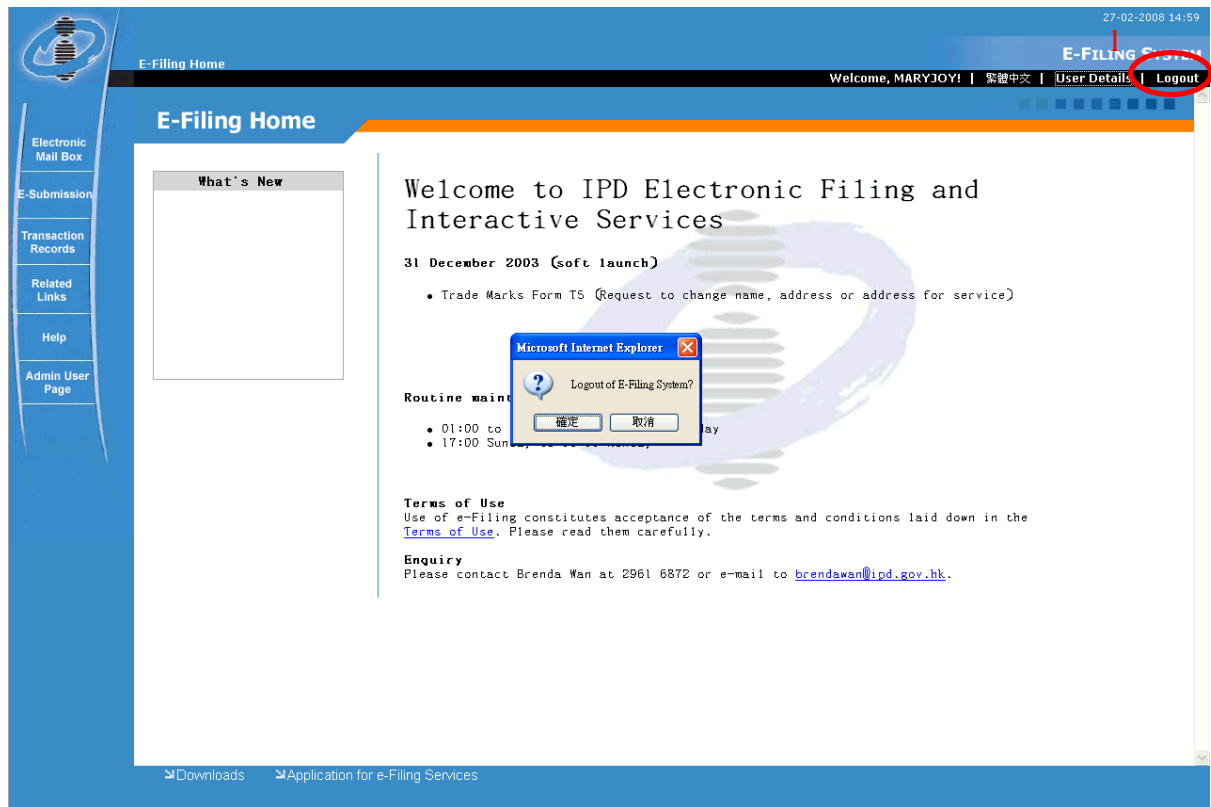 27-02-2008 14:59
1
E-Filing Home
E-FILING SYSTEM
Welcome, MARYJOY! | 繁體中文 | User Details | Logout
E-Filing Home
Electronic
Mail Box
E-Submission
Transaction
Records
Related
Links
Help
Admin User
Page
What's New
Welcome to IPD Electronic Filing and
Interactive Services
31 December 2003 (soft launch)
• Trade Marks Form T5 (Request to change name, address or address for service)
Microsoft Internet Explorer
Logout of E-Filing System?
確定
取消
Routine
• 01:00 to
• 17:00
Terms of Use
Use of e-Filing constitutes acceptance of the terms and conditions laid down in the
Terms of Use. Please read them carefully.
Enquiry
Please contact Brenda Wan at 2961 6872 or e-mail to brendawan@ipd.gov.hk.
Downloads
Application for e-Filing Services